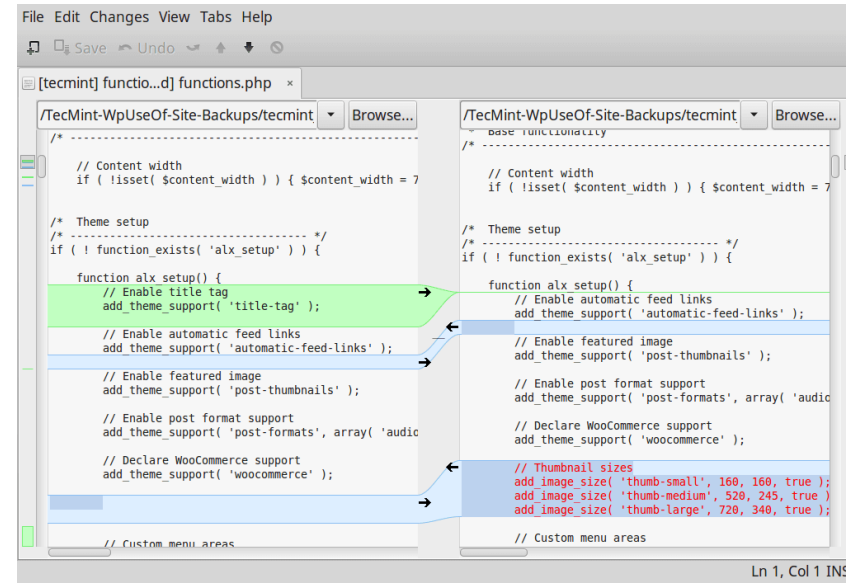 File Edit Changes View Tabs Help
Save Undo
[tecmint] functio...d] functions.php ×
/TecMint-WpUseOf-Site-Backups/tecmint Browse...
/* -----------------------------------------------------
// Content width
if ( !isset( $content_width ) ) { $content_width = 7
/* Theme setup
/* ------------------------------------ */
if ( ! function_exists( 'alx_setup' ) ) {
function alx_setup() {
// Enable title tag
add_theme_support( 'title-tag' );
// Enable automatic feed links
add_theme_support( 'automatic-feed-links' );
// Enable featured image
add_theme_support( 'post-thumbnails' );
// Enable post format support
add_theme_support( 'post-formats', array( 'audio
// Declare WooCommerce support
add_theme_support( 'woocommerce' );
// Custom menu areas
/TecMint-WpUseOf-Site-Backups/tecmint Browse...
* Base functionality
/* -----------------------------------------------------
// Content width
if ( !isset( $content_width ) ) { $content_width = 7
/* Theme setup
/* ------------------------------------ */
if ( ! function_exists( 'alx_setup' ) ) {
function alx_setup() {
// Enable automatic feed links
add_theme_support( 'automatic-feed-links' );
// Enable featured image
add_theme_support( 'post-thumbnails' );
// Enable post format support
add_theme_support( 'post-formats', array( 'audio
// Declare WooCommerce support
add_theme_support( 'woocommerce' );
// Thumbnail sizes
add_image_size( 'thumb-small', 160, 160, true );
add_image_size( 'thumb-medium', 520, 245, true )
add_image_size( 'thumb-large', 720, 340, true );
// Custom menu areas
Ln 1, Col 1 INS